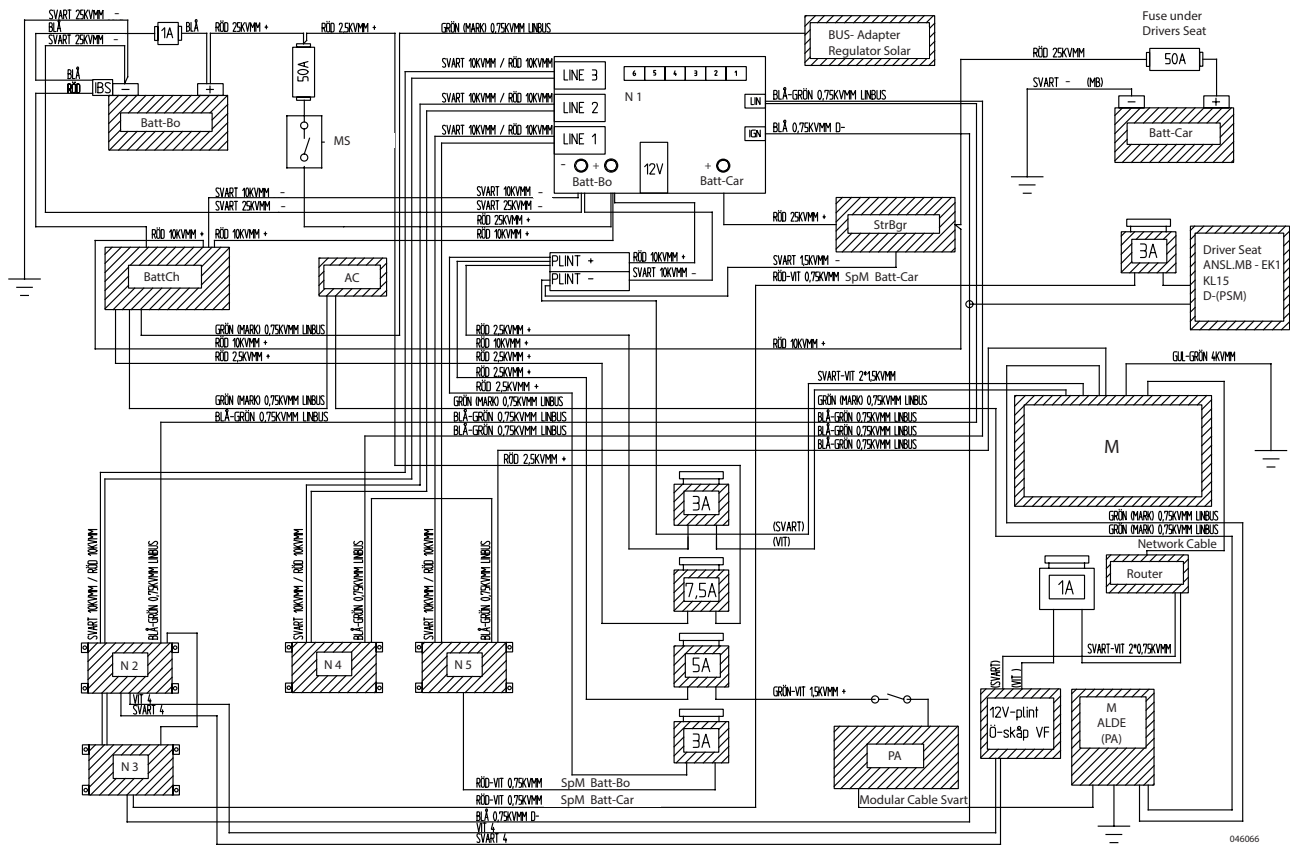 SVART 25KVMM -
BLÅ
SVART 25KVMM -
1A
BLÅ
RÖD 25KVMM +
RÖD 2,5KVMM +
GRÖN (MARK) 0,75KVMM LINBUS
BUS- Adapter
Regulator Solar
Fuse under
Drivers Seat
RÖD 25KVMM
50A
SVART - (MB)
- +
Batt-Car
BLÅ
RÖD
IBS
- +
Batt-Bo
50A
MS
SVART 10KVMM / RÖD 10KVMM
SVART 10KVMM / RÖD 10KVMM
SVART 10KVMM / RÖD 10KVMM
LINE 3
LINE 2
LINE 1
6 5 4 3 2 1
N 1
LIN
IGN
BLÅ-GRÖN 0,75KVMM LINBUS
BLÅ 0,75KVMM D-
- +
Batt-Bo
12V
+
Batt-Car
SVART 10KVMM -
SVART 25KVMM -
SVART 10KVMM -
SVART 25KVMM -
RÖD 25KVMM +
RÖD 10KVMM +
RÖD 10KVMM +
RÖD 10KVMM +
BattCh
AC
PLINT +
PLINT -
RÖD 10KVMM +
SVART 10KVMM -
RÖD 25KVMM +
StrBgr
SVART 1,5KVMM -
RÖD-VIT 0,75KVMM SpM Batt-Car
3A
Driver Seat
ANSL.MB - EK1
KL15
D-(PSM)
GRÖN (MARK) 0,75KVMM LINBUS
RÖD 10KVMM +
RÖD 2,5KVMM +
RÖD 2,5KVMM +
RÖD 10KVMM +
RÖD 2,5KVMM +
RÖD 2,5KVMM +
RÖD 2,5KVMM +
RÖD 10KVMM +
GUL-GRÖN 4KVMM
SVART-VIT 2*1,5KVMM
GRÖN (MARK) 0,75KVMM LINBUS
BLÅ-GRÖN 0,75KVMM LINBUS
GRÖN (MARK) 0,75KVMM LINBUS
BLÅ-GRÖN 0,75KVMM LINBUS
BLÅ-GRÖN 0,75KVMM LINBUS
GRÖN (MARK) 0,75KVMM LINBUS
BLÅ-GRÖN 0,75KVMM LINBUS
BLÅ-GRÖN 0,75KVMM LINBUS
BLÅ-GRÖN 0,75KVMM LINBUS
M
RÖD 2,5KVMM +
3A
(SVART)
(VIT)
GRÖN (MARK) 0,75KVMM LINBUS
GRÖN (MARK) 0,75KVMM LINBUS
Network Cable
Router
1A
7,5A
SVART 10KVMM / RÖD 10KVMM
BLÅ-GRÖN 0,75KVMM LINBUS
SVART 10KVMM / RÖD 10KVMM
BLÅ-GRÖN 0,75KVMM LINBUS
SVART 10KVMM / RÖD 10KVMM
BLÅ-GRÖN 0,75KVMM LINBUS
N 2
N 4
N 5
5A
SVART-VIT 2*0,75KVMM
(SVART)
(VIT )
GRÖN-VIT 1,5KVMM +
VIT 4
SVART 4
12V-plint
Ö-skåp VF
M
ALDE
(PA)
3A
PA
N 3
RÖD-VIT 0,75KVMM SpM Batt-Bo
RÖD-VIT 0,75KVMM SpM Batt-Car
Modular Cable Svart
BLÅ 0,75KVMM D-
VIT 4
SVART 4
046066